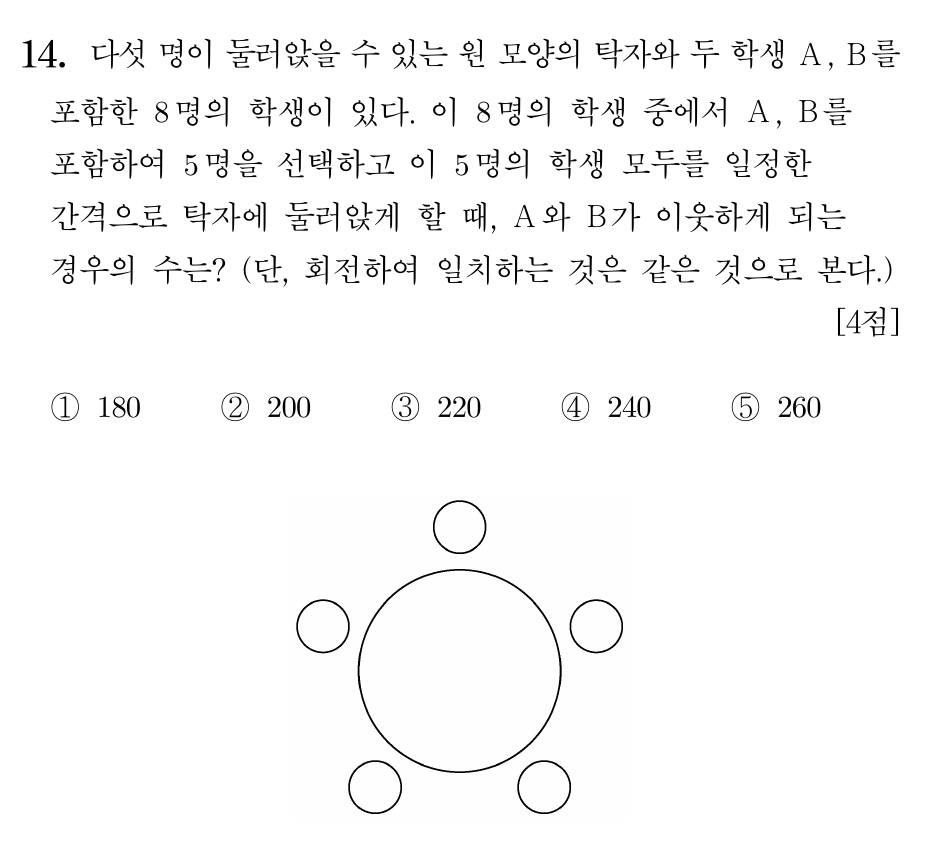 14. 다섯 명이 둘러앉을 수 있는 원 모양의 탁자와 두 학생 A, B를
포함한 8명의 학생이 있다. 이 8명의 학생 중에서 A, B를
포함하여 5명을 선택하고 이 5명의 학생 모두를 일정한
간격으로 탁자에 둘러앉게 할 때, A와 B가 이웃하게 되는
경우의 수는? (단, 회전하여 일치하는 것은 같은 것으로 본다.)
[4점]
① 180 ② 200 ③ 220 ④ 240 ⑤ 260